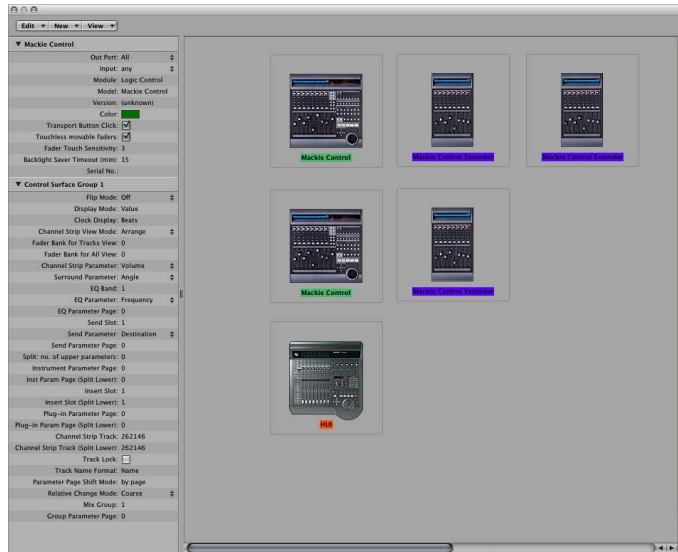 Edit New View
Mackie Control
Out Port: All
Input: any
Module: Logic Control
Model: Mackie Control
Version: (unknown)
Color:
Transport Button Click:
Touchless movable faders:
Fader Touch Sensitivity: 3
Backlight Saver Timeout (min): 15
Serial No.:
Control Surface Group 1
Flip Mode: Off
Display Mode: Value
Clock Display: Beats
Channel Strip View Mode: Arrange
Fader Bank for Tracks View: 0
Fader Bank for All View: 0
Channel Strip Parameter: Volume
Surround Parameter: Angle
EQ Band: 1
EQ Parameter: Frequency
EQ Parameter Page: 0
Send Slot: 1
Send Parameter: Destination
Send Parameter Page: 0
Split: no. of upper parameters: 0
Instrument Parameter Page: 0
Inst Param Page (Split Lower): 0
Insert Slot: 1
Insert Slot (Split Lower): 1
Plug-in Parameter Page: 0
Plug-in Param Page (Split Lower): 0
Channel Strip Track: 262146
Channel Strip Track (Split Lower): 262146
Track Lock:
Track Name Format: Name
Parameter Page Shift Mode: by page
Relative Change Mode: Coarse
Mix Group: 1
Group Parameter Page: 0
Mackie Control
Mackie Control Extender
Mackie Control Extender
Mackie Control
Mackie Control Extender
HUI